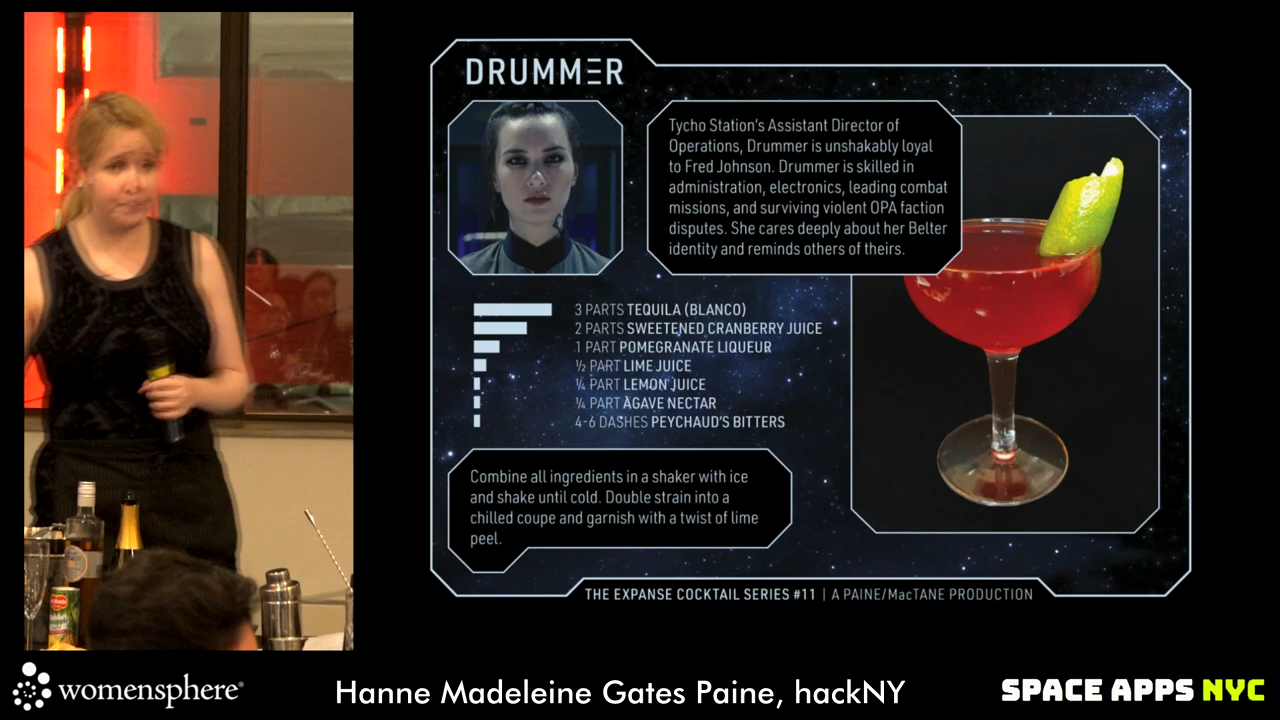 DRUMMER
Tycho Station's Assistant Director of
Operations, Drummer is unshakably loyal
to Fred Johnson. Drummer is skilled in
administration, electronics, leading combat
missions, and surviving violent OPA faction
disputes. She cares deeply about her Belter
identity and reminds others of theirs.
3 PARTS TEQUILA (BLANCO)
2 PARTS SWEETENED CRANBERRY JUICE
1 PART POMEGRANATE LIQUEUR
½ PART LIME JUICE
¼ PART LEMON JUICE
¼ PART AGAVE NECTAR
4-6 DASHES PEYCHAUD'S BITTERS
Combine all ingredients in a shaker with ice
and shake until cold. Double strain into a
chilled coupe and garnish with a twist of lime
peel.
THE EXPANSE COCKTAIL SERIES #11 | A PAINE/MacTANE PRODUCTION
womensphere®
Hanne Madeleine Gates Paine, hackNY
SPACE APPS NYC